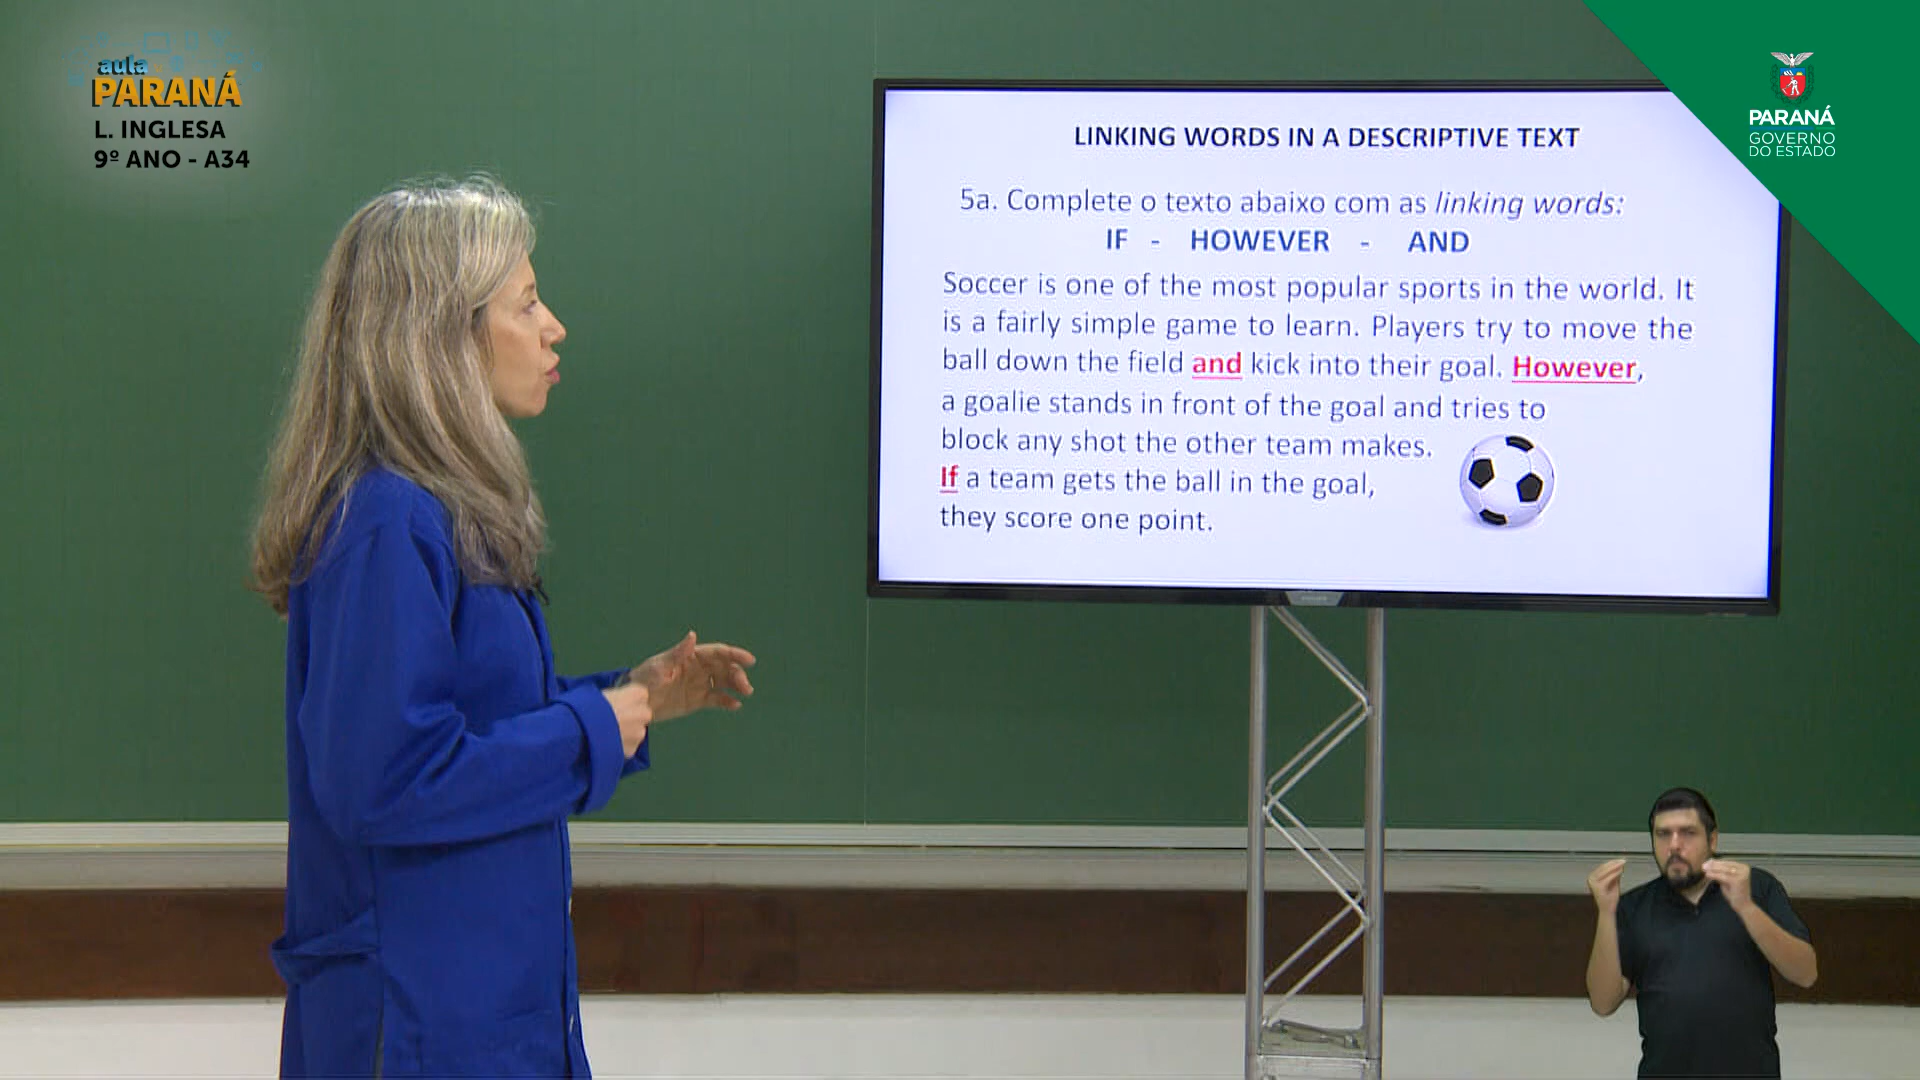 aula
PARANÁ
L. INGLESA
9º ANO - A34
PARANÁ
GOVERNO
DO ESTADO
LINKING WORDS IN A DESCRIPTIVE TEXT
5a. Complete o texto abaixo com as linking words:
IF - HOWEVER - AND
Soccer is one of the most popular sports in the world. It
is a fairly simple game to learn. Players try to move the
ball down the field and kick into their goal. However,
a goalie stands in front of the goal and tries to
block any shot the other team makes.
If a team gets the ball in the goal,
they score one point.